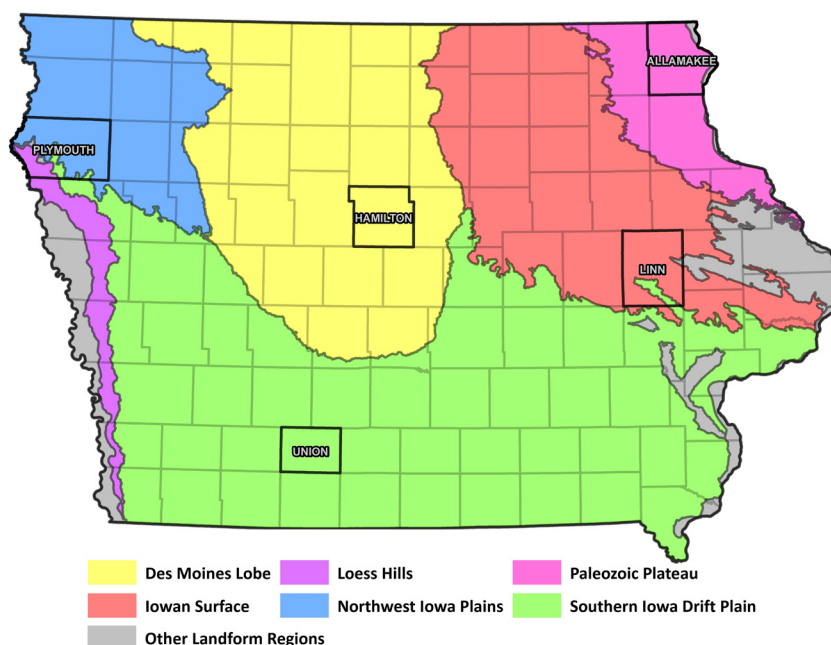 ALLAMAKEE
PLYMOUTH
HAMILTON
LINN
UNION
Des Moines Lobe
Loess Hills
Paleozoic Plateau
Iowan Surface
Northwest Iowa Plains
Southern Iowa Drift Plain
Other Landform Regions